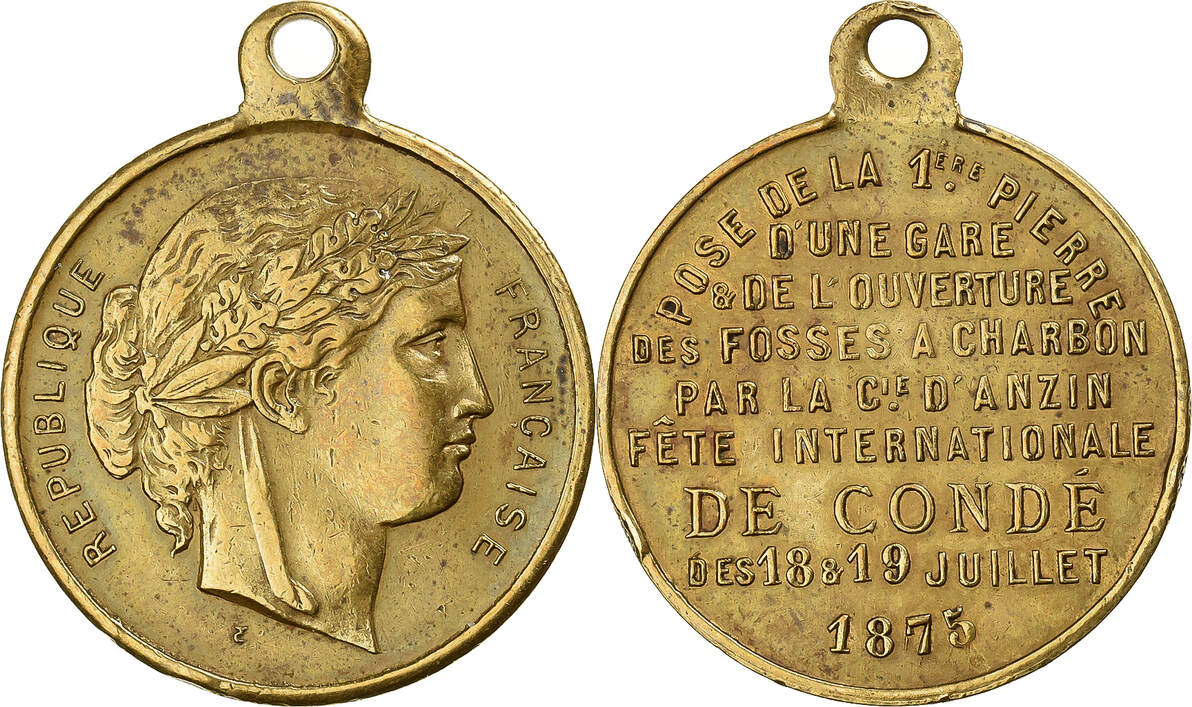 REPUBLIQUE FRANÇAISE
POSE DE LA 1.ÈRE PIERRE
D'UNE GARE
& DE L'OUVERTURE
DES FOSSES A CHARBON
PAR LA CIE D'ANZIN
FÊTE INTERNATIONALE
DE CONDÉ
DES 18 & 19 JUILLET
1875